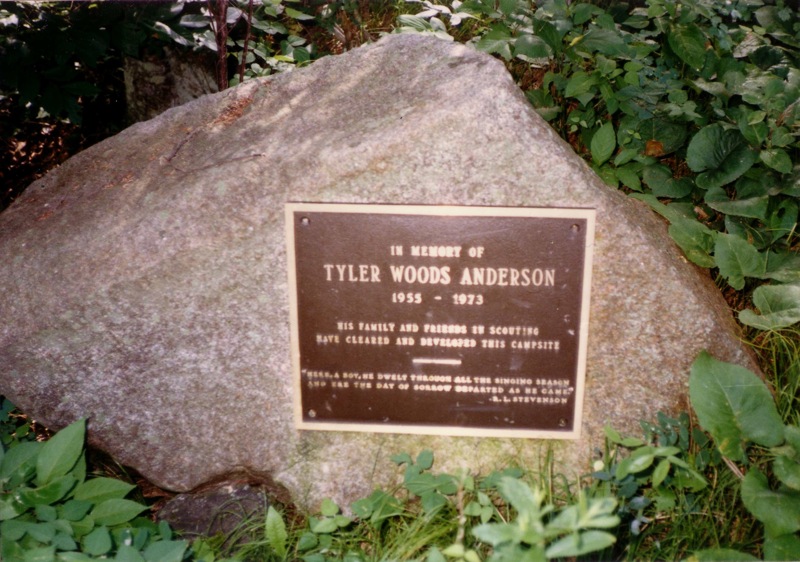 IN MEMORY OF
TYLER WOODS ANDERSON
1955 - 1973
HIS FAMILY AND FRIENDS IN SCOUTING
HAVE CLEARED AND DEVELOPED THIS CAMPSITE
"HERE, A BOY, HE DWELT THROUGH ALL THE SINGING SEASON
AND ERE THE DAY OF SORROW DEPARTED AS HE CAME."
-R. L. STEVENSON